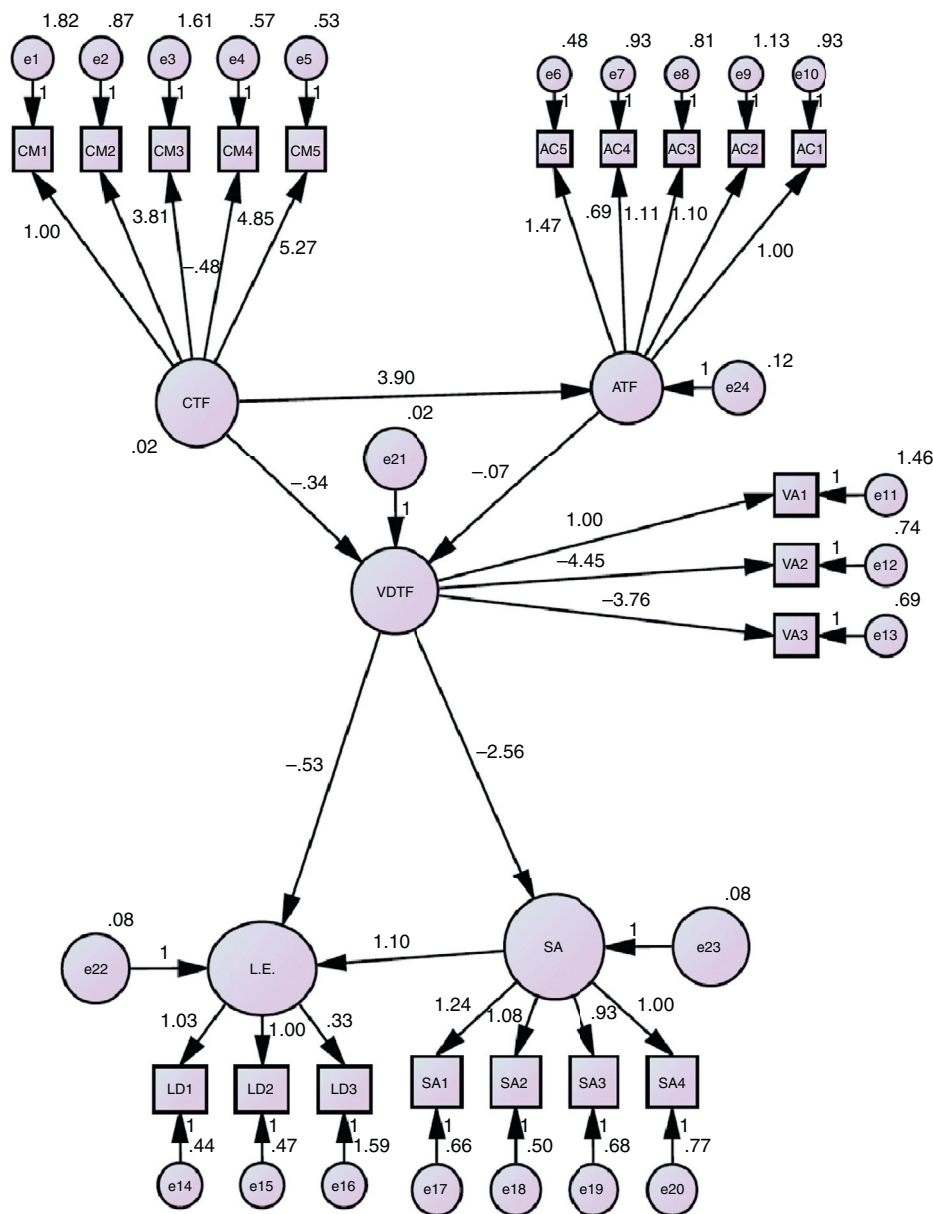 1.82 .87 1.61 .57 .53
e1 e2 e3 e4 e5
1 1 1 1 1
CM1 CM2 CM3 CM4 CM5
1.00 3.81 –.48 4.85 5.27
.48 .93 .81 1.13 .93
e6 e7 e8 e9 e10
1 1 1 1 1
AC5 AC4 AC3 AC2 AC1
1.47 .69 1.11 1.10 1.00
CTF
.02
3.90
ATF
1
e24
.12
.02
e21
1
–.34
–.07
VDTF
1.00
VA1
1
e11
1.46
–4.45
VA2
1
e12
.74
–3.76
VA3
1
e13
.69
–.53
–2.56
.08
e22
1
L.E.
1.10
SA
1
e23
.08
1.03 1.00 .33
LD1 LD2 LD3
1 1 1
.44 .47 1.59
e14 e15 e16
1.24 1.08 .93 1.00
SA1 SA2 SA3 SA4
1 1 1 1
.66 .50 .68 .77
e17 e18 e19 e20